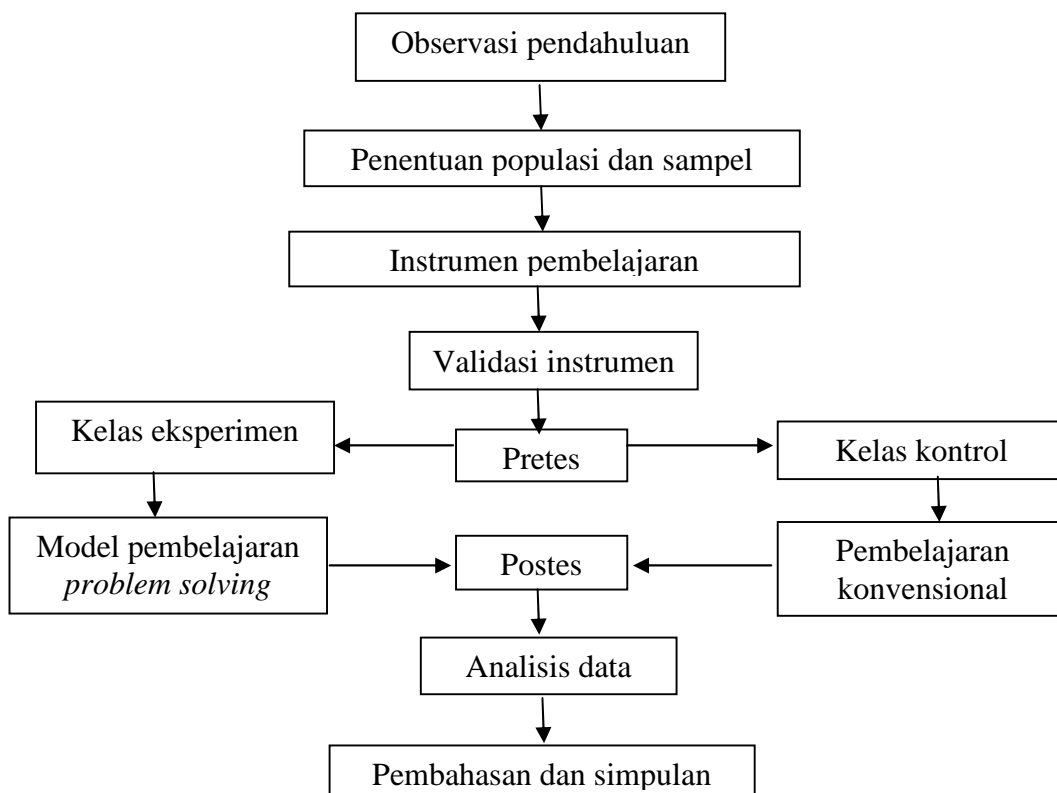 Observasi pendahuluan
Penentuan populasi dan sampel
Instrumen pembelajaran
Validasi instrumen
Kelas eksperimen
Pretes
Kelas kontrol
Model pembelajaran
problem solving
Postes
Pembelajaran
konvensional
Analisis data
Pembahasan dan simpulan